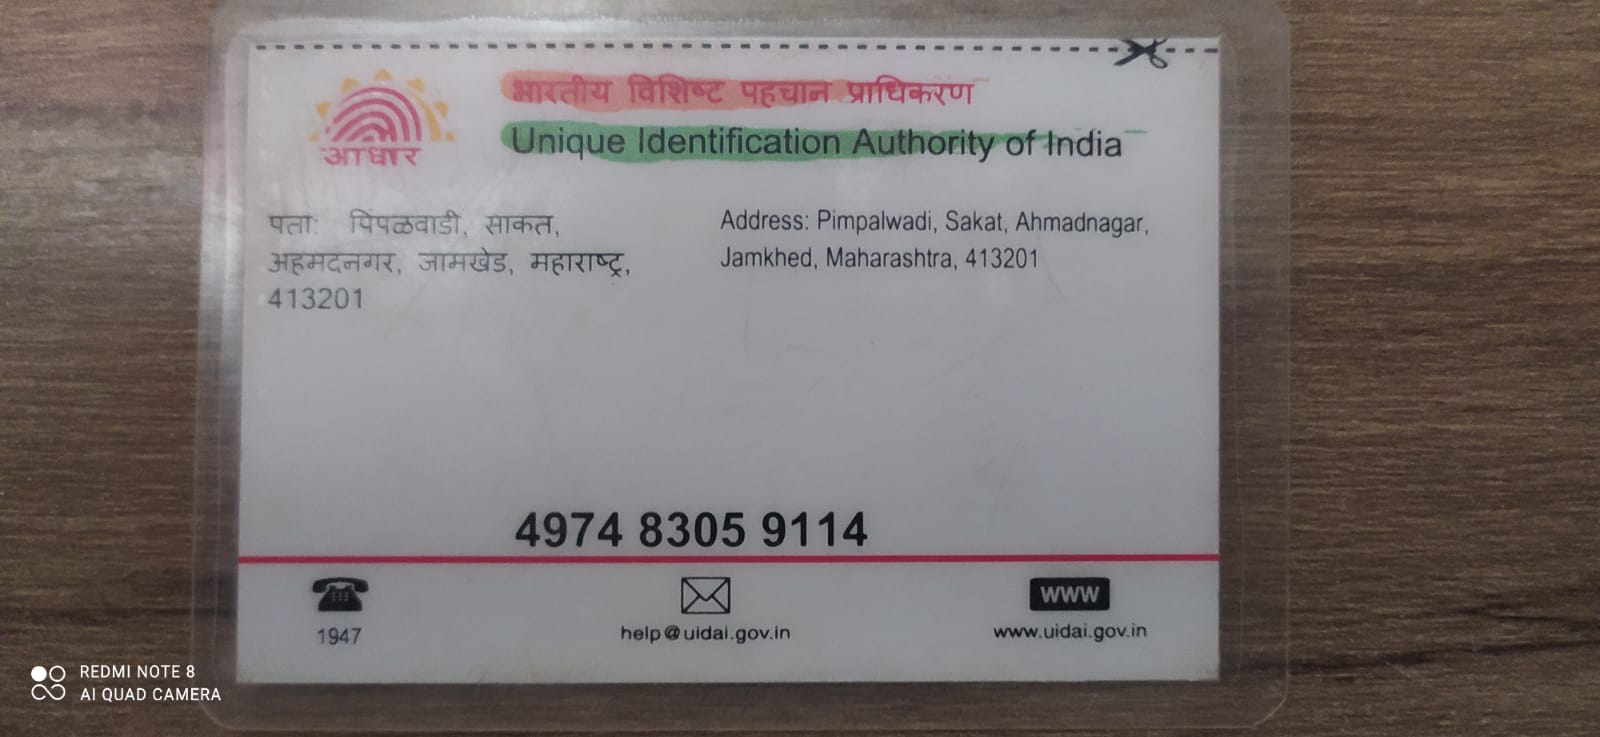 भारतीय विशिष्ट पहचान प्राधिकरण
Unique Identification Authority of India
आधार
पता: पिंपळवाडी, साकत,
अहमदनगर, जामखेड, महाराष्ट्र,
413201
Address: Pimpalwadi, Sakat, Ahmadnagar,
Jamkhed, Maharashtra, 413201
4974 8305 9114
1947
help@uidai.gov.in
www
www.uidai.gov.in
REDMI NOTE 8
AI QUAD CAMERA